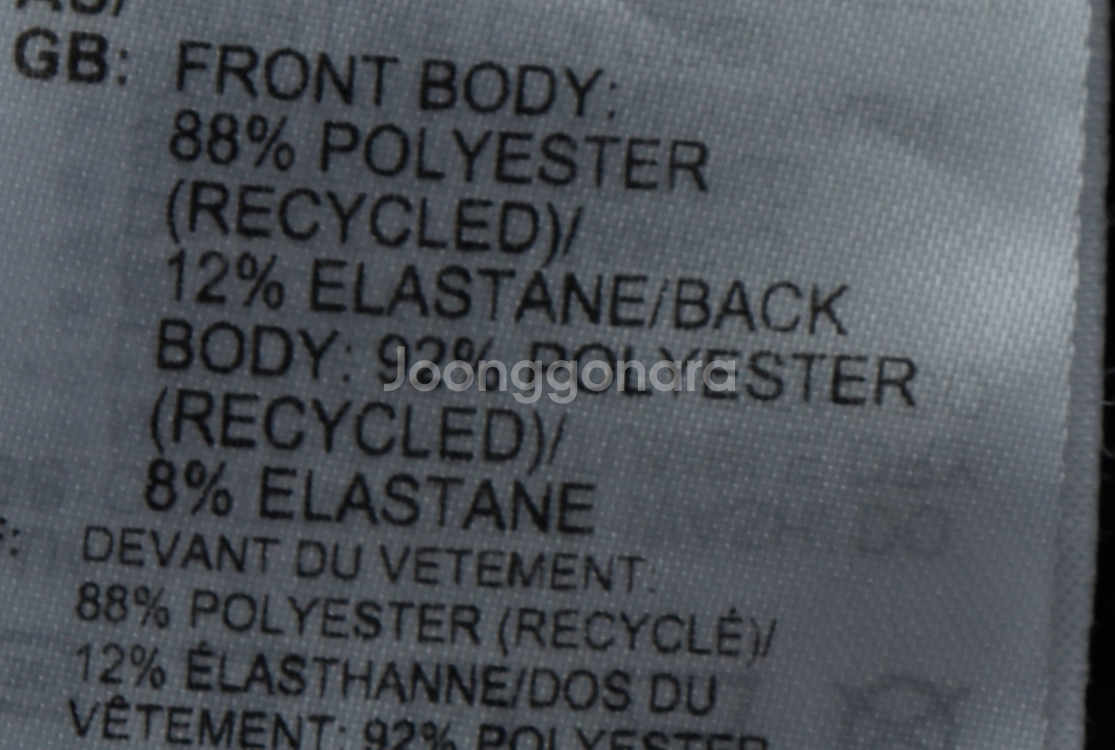 GB: FRONT BODY:
88% POLYESTER
(RECYCLED)/
12% ELASTANE/BACK
BODY: 92% POLYESTER
(RECYCLED)/
8% ELASTANE
F: DEVANT DU VETEMENT:
88% POLYESTER (RECYCLÉ)/
12% ÉLASTHANNE/DOS DU
VÊTEMENT: 92% POLYESTER
Joonggonara